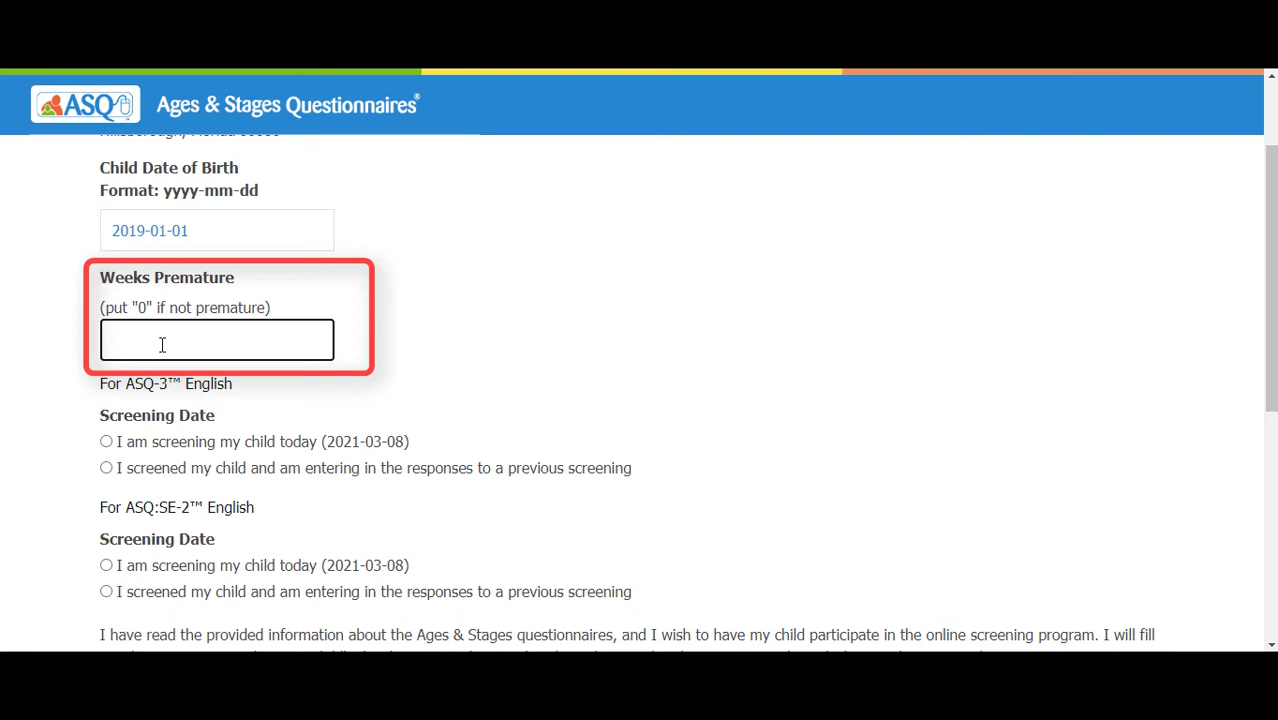 ASQ Ages & Stages Questionnaires®
Child Date of Birth
Format: yyyy-mm-dd
2019-01-01
Weeks Premature
(put "0" if not premature)
For ASQ-3™ English
Screening Date
I am screening my child today (2021-03-08)
I screened my child and am entering in the responses to a previous screening
For ASQ:SE-2™ English
Screening Date
I am screening my child today (2021-03-08)
I screened my child and am entering in the responses to a previous screening
I have read the provided information about the Ages & Stages questionnaires, and I wish to have my child participate in the online screening program. I will fill